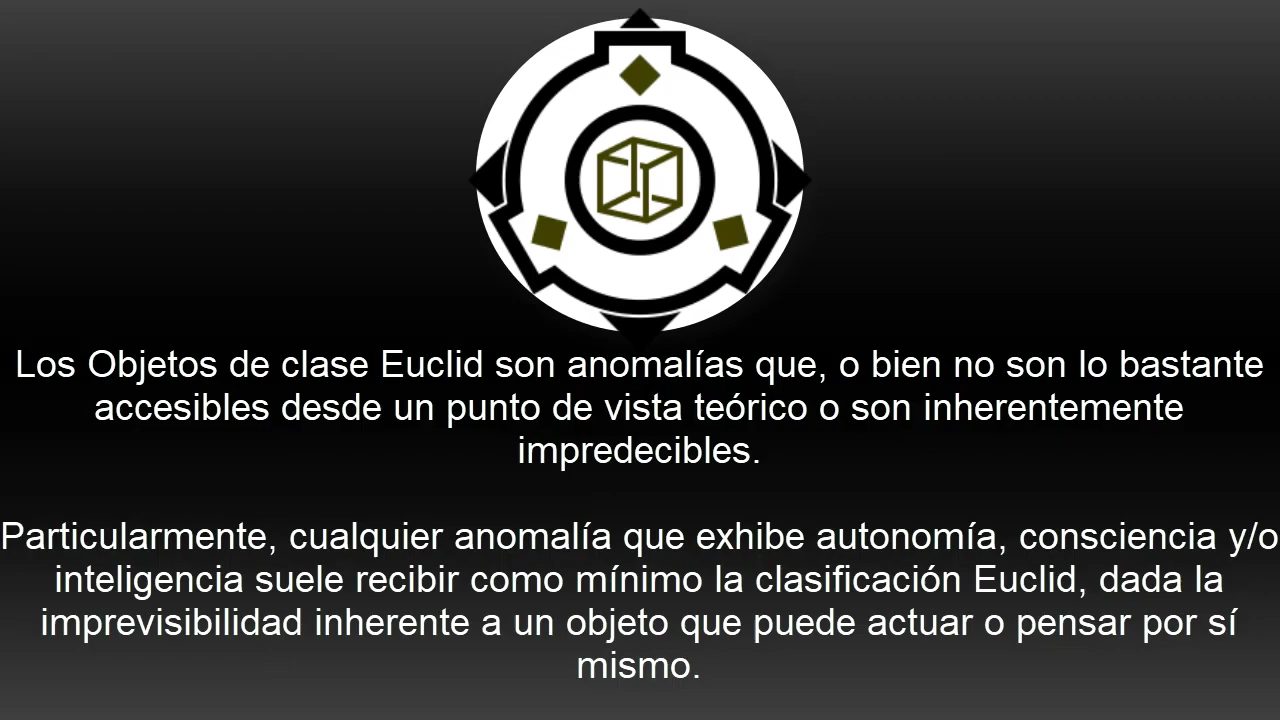 Los Objetos de clase Euclid son anomalías que, o bien no son lo bastante
accesibles desde un punto de vista teórico o son inherentemente
impredecibles.
Particularmente, cualquier anomalía que exhibe autonomía, consciencia y/o
inteligencia suele recibir como mínimo la clasificación Euclid, dada la
imprevisibilidad inherente a un objeto que puede actuar o pensar por sí
mismo.